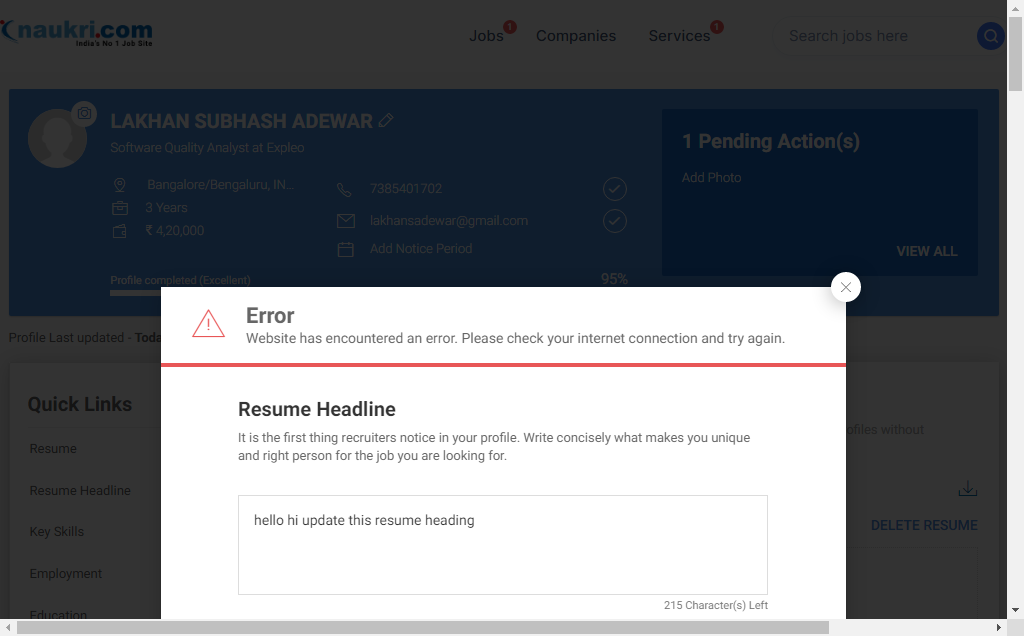 naukri.com
India's No 1 Job Site
Jobs 1 Companies Services 1 Search jobs here
LAKHAN SUBHASH ADEWAR
Software Quality Analyst at Expleo
Bangalore/Bengaluru, IN...
3 Years
₹ 4,20,000
7385401702
lakhansadewar@gmail.com
Add Notice Period
Profile completed (Excellent)
95%
1 Pending Action(s)
Add Photo
VIEW ALL
Profile Last updated - Toda
Error
Website has encountered an error. Please check your internet connection and try again.
Quick Links
Resume
Resume Headline
Key Skills
Employment
Education
Resume Headline
It is the first thing recruiters notice in your profile. Write concisely what makes you unique
and right person for the job you are looking for.
hello hi update this resume heading
215 Character(s) Left
ofiles without
DELETE RESUME